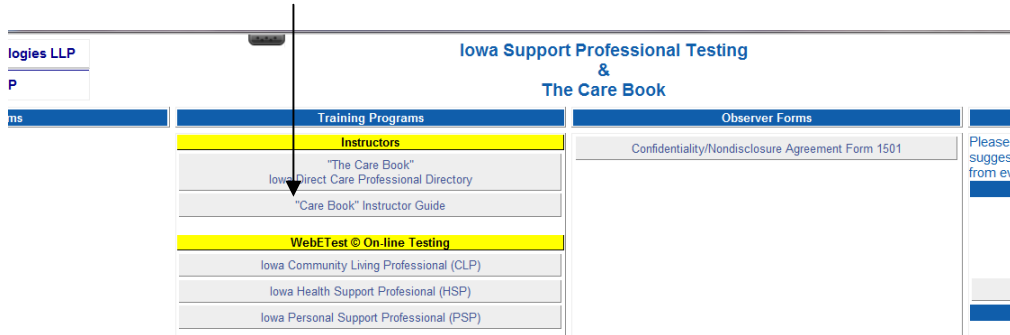 logies LLP
P
Iowa Support Professional Testing
&
The Care Book
ms
Training Programs
Instructors
"The Care Book"
Iowa Direct Care Professional Directory
"Care Book" Instructor Guide
WebETest © On-line Testing
Iowa Community Living Professional (CLP)
Iowa Health Support Profesional (HSP)
Iowa Personal Support Professional (PSP)
Observer Forms
Confidentiality/Nondisclosure Agreement Form 1501
Please
sugges
from ev